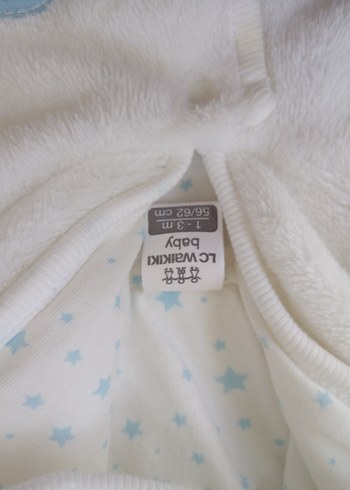 LC WAIKIKI
baby
1 - 3 m
56/62 cm